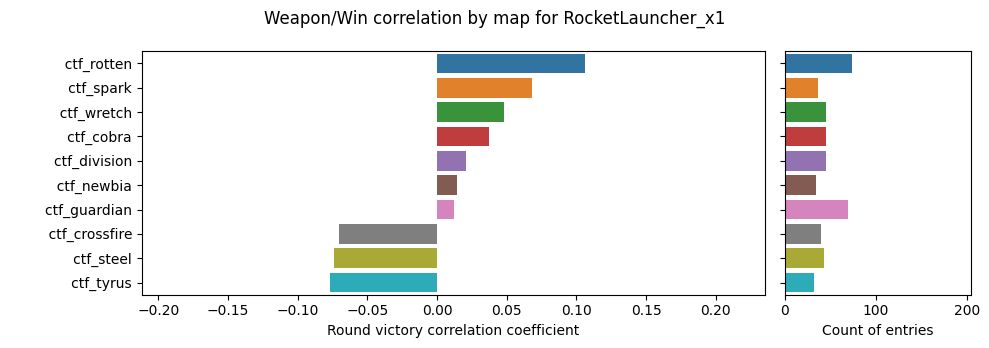 Weapon/Win correlation by map for RocketLauncher_x1
ctf_rotten
ctf_spark
ctf_wretch
ctf_cobra
ctf_division
ctf_newbia
ctf_guardian
ctf_crossfire
ctf_steel
ctf_tyrus
−0.20 −0.15 −0.10 −0.05 0.00 0.05 0.10 0.15 0.20
Round victory correlation coefficient
0 100 200
Count of entries